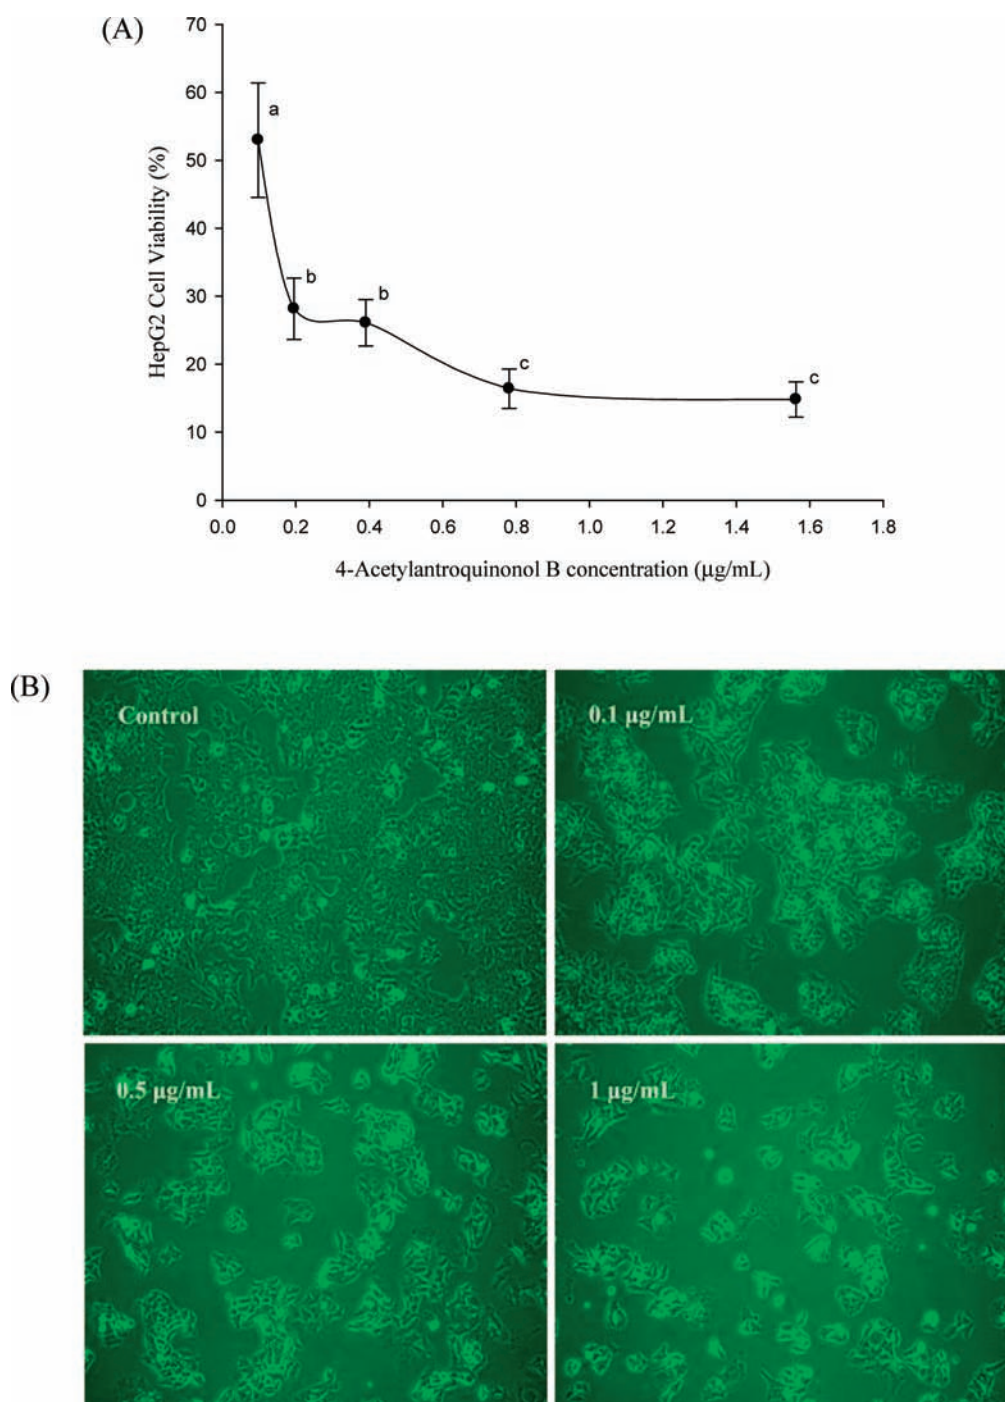 (A)
70
60
50
40
30
20
10
0
HepG2 Cell Viability (%)
a
b
b
c
c
0.0 0.2 0.4 0.6 0.8 1.0 1.2 1.4 1.6 1.8
4-Acetylantroquinonol B concentration (µg/mL)
(B)
Control
0.1 µg/mL
0.5 µg/mL
1 µg/mL